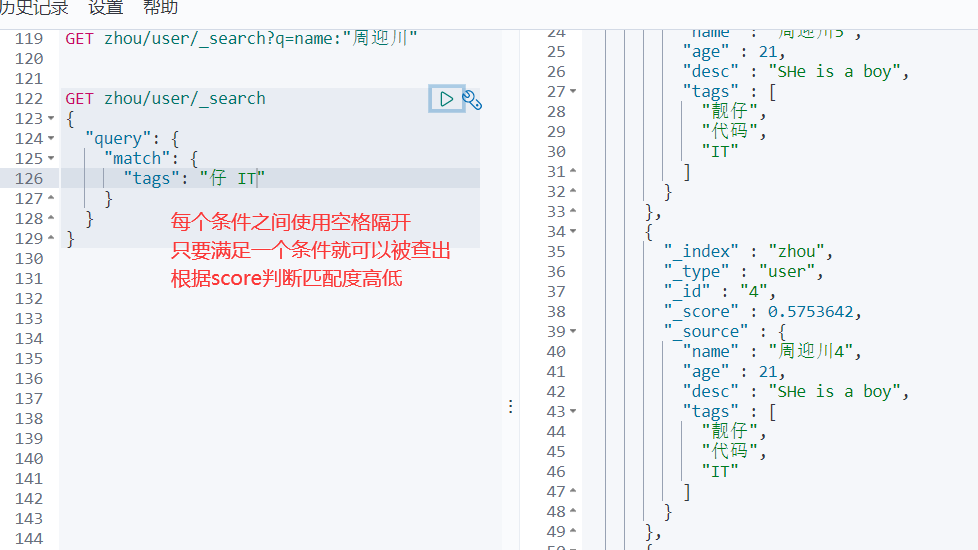 历史记录 设置 帮助
119 GET zhou/user/_search?q=name:"周迎川"
120
121
122 GET zhou/user/_search
123 {
124 "query": {
125 "match": {
126 "tags": "仔 IT"
127 }
128 }
129 }
130
131
132
133
134
135
136
137
138
139
140
141
142
143
144
每个条件之间使用空格隔开
只要满足一个条件就可以被查出
根据score判断匹配度高低
24 "name" : "周迎川5",
25 "age" : 21,
26 "desc" : "SHe is a boy",
27 "tags" : [
28 "靓仔",
29 "代码",
30 "IT"
31 ]
32 }
33 },
34 {
35 "_index" : "zhou",
36 "_type" : "user",
37 "_id" : "4",
38 "_score" : 0.5753642,
39 "_source" : {
40 "name" : "周迎川4",
41 "age" : 21,
42 "desc" : "SHe is a boy",
43 "tags" : [
44 "靓仔",
45 "代码",
46 "IT"
47 ]
48 }
49 },
50 {